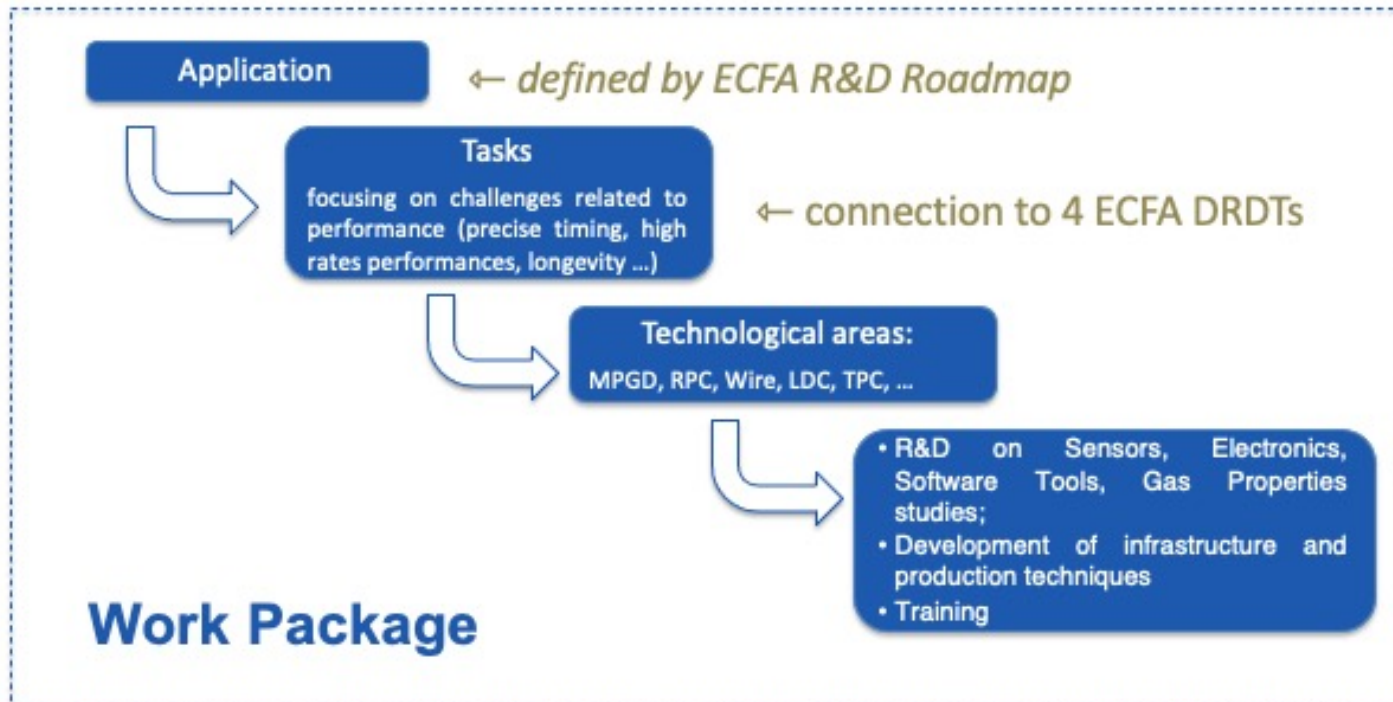 Application
← defined by ECFA R&D Roadmap
Tasks
focusing on challenges related to
performance (precise timing, high
rates performances, longevity ...)
← connection to 4 ECFA DRDTs
Technological areas:
MPGD, RPC, Wire, LDC, TPC, ...
• R&D on Sensors, Electronics,
Software Tools, Gas Properties
studies;
• Development of infrastructure and
production techniques
• Training
Work Package